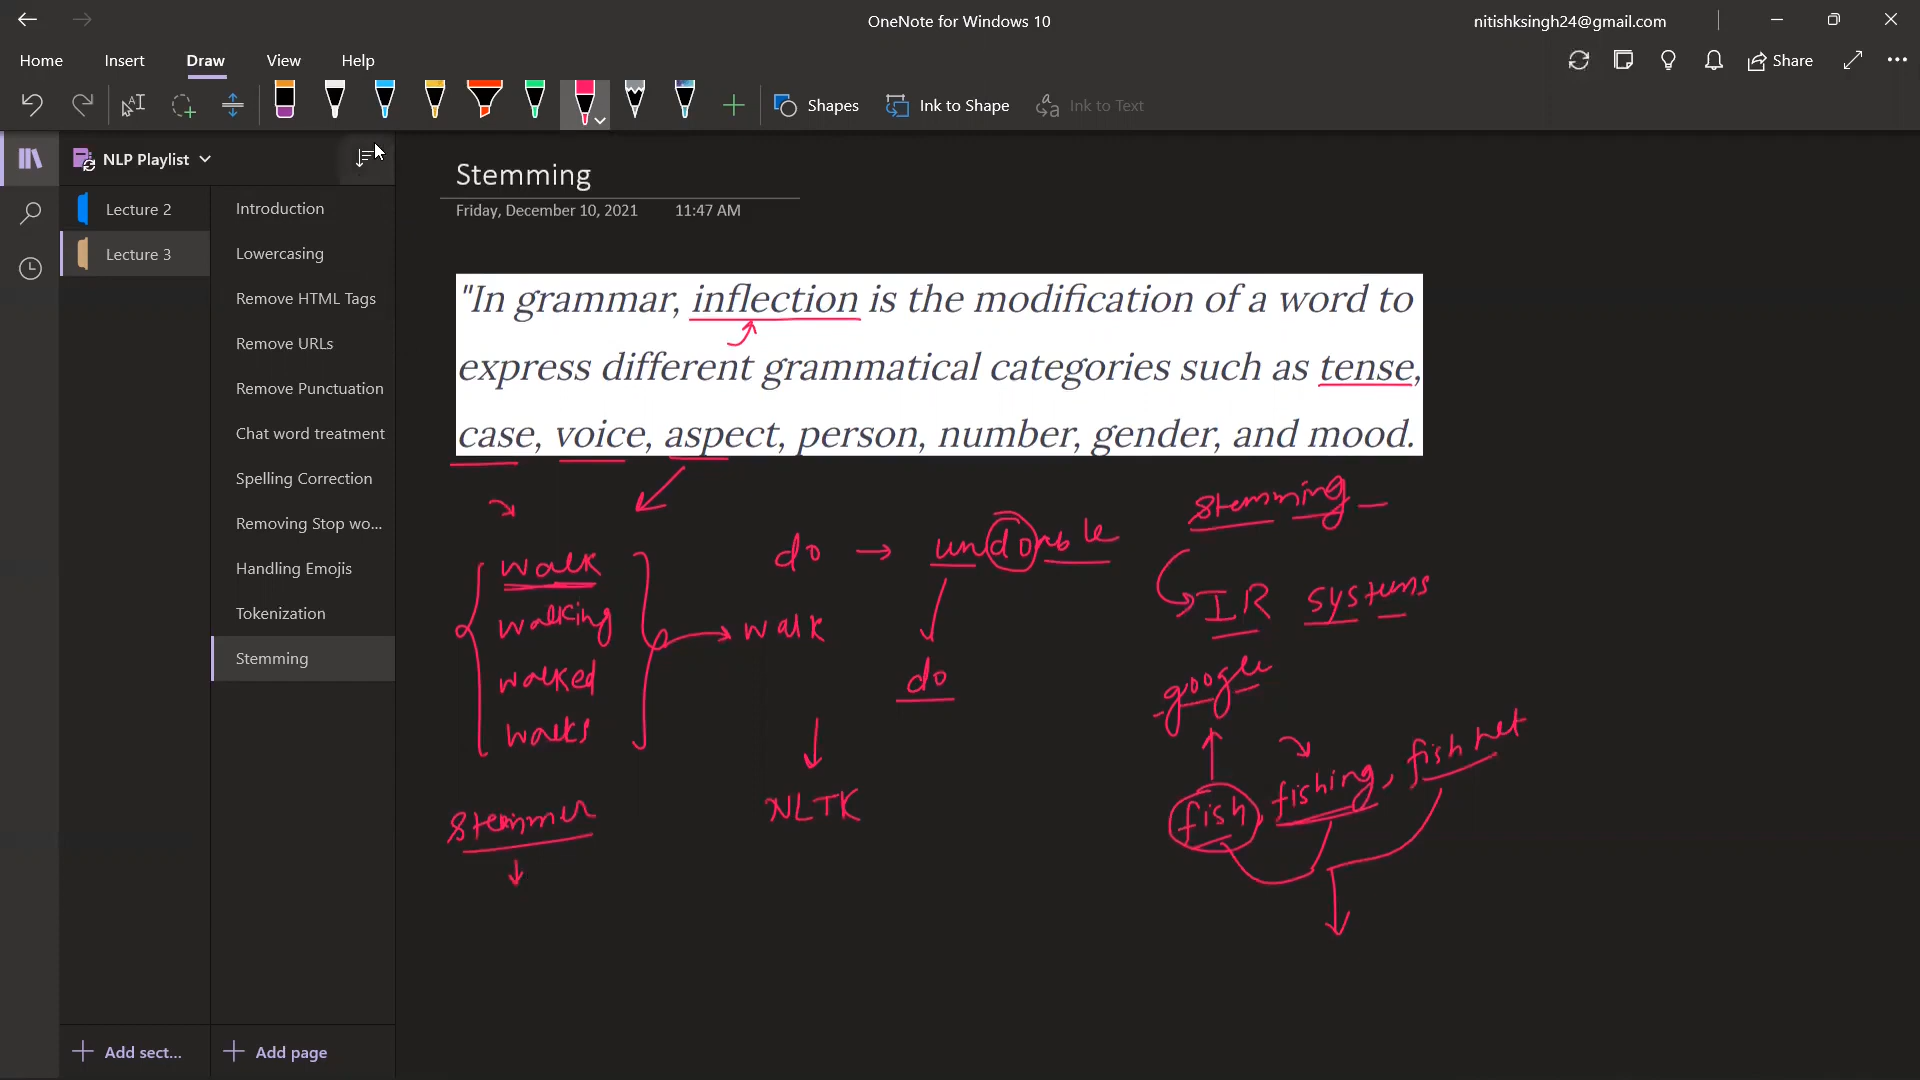 OneNote for Windows 10
nitishksingh24@gmail.com
Home Insert Draw View Help
Share
Shapes Ink to Shape Ink to Text
NLP Playlist
Lecture 2
Lecture 3
Introduction
Lowercasing
Remove HTML Tags
Remove URLs
Remove Punctuation
Chat word treatment
Spelling Correction
Removing Stop wo...
Handling Emojis
Tokenization
Stemming
Add sect...
Add page
Stemming
Friday, December 10, 2021 11:47 AM
"In grammar, inflection is the modification of a word to
express different grammatical categories such as tense,
case, voice, aspect, person, number, gender, and mood.
walk
walking
walked
walks
walk
do → undoable
do
NLTK
stemmer
stemming
IR systems
google
fish, fishing, fishnet